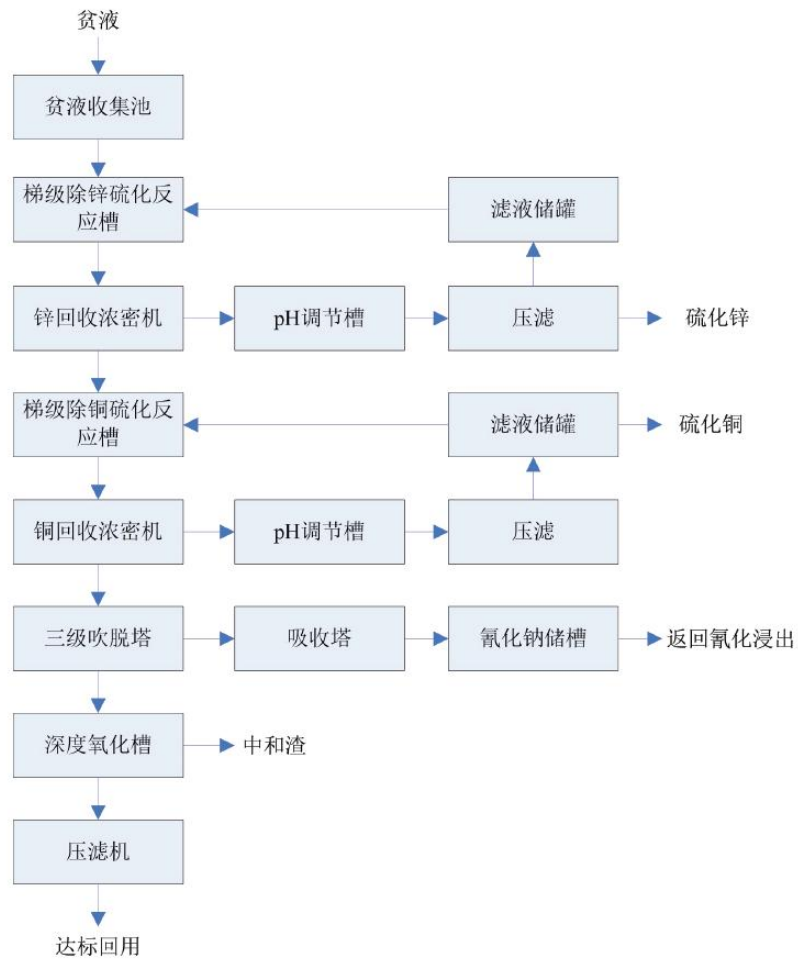 贫液
贫液收集池
梯级除锌硫化反
应槽
滤液储罐
锌回收浓密机
pH调节槽
压滤
硫化锌
梯级除铜硫化反
应槽
滤液储罐
硫化铜
铜回收浓密机
pH调节槽
压滤
三级吹脱塔
吸收塔
氰化钠储槽
返回氰化浸出
深度氧化槽
中和渣
压滤机
达标回用